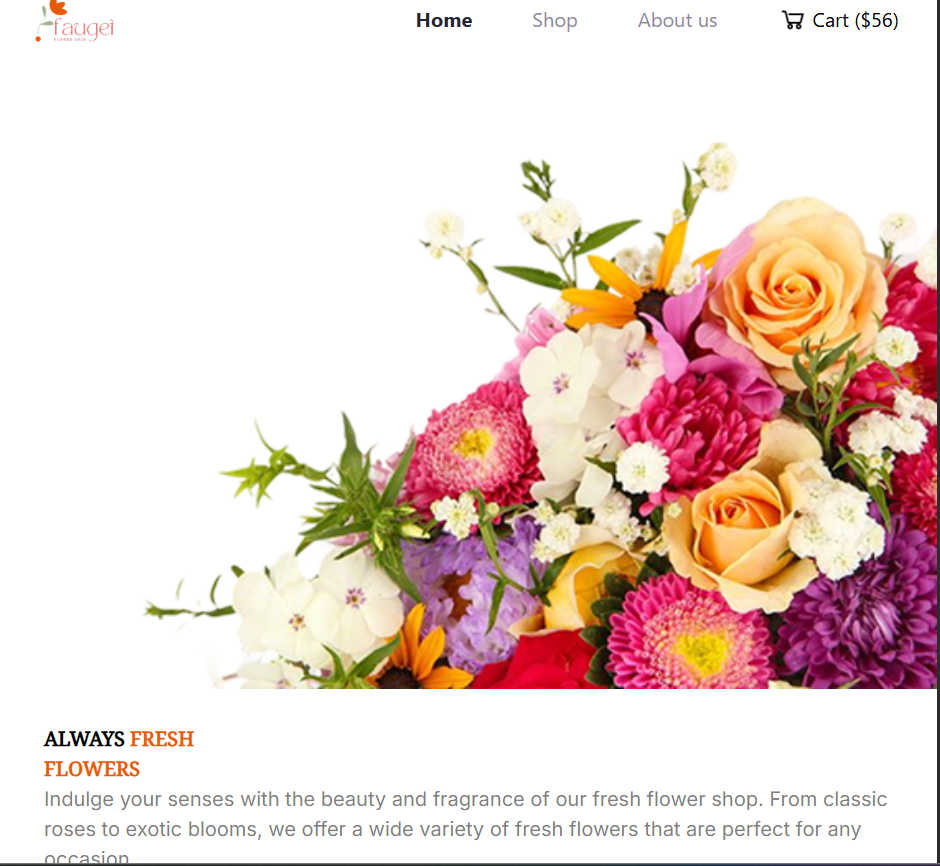 fauget
FLOWER SHOP
Home Shop About us Cart ($56)
ALWAYS FRESH
FLOWERS
Indulge your senses with the beauty and fragrance of our fresh flower shop. From classic
roses to exotic blooms, we offer a wide variety of fresh flowers that are perfect for any
occasion